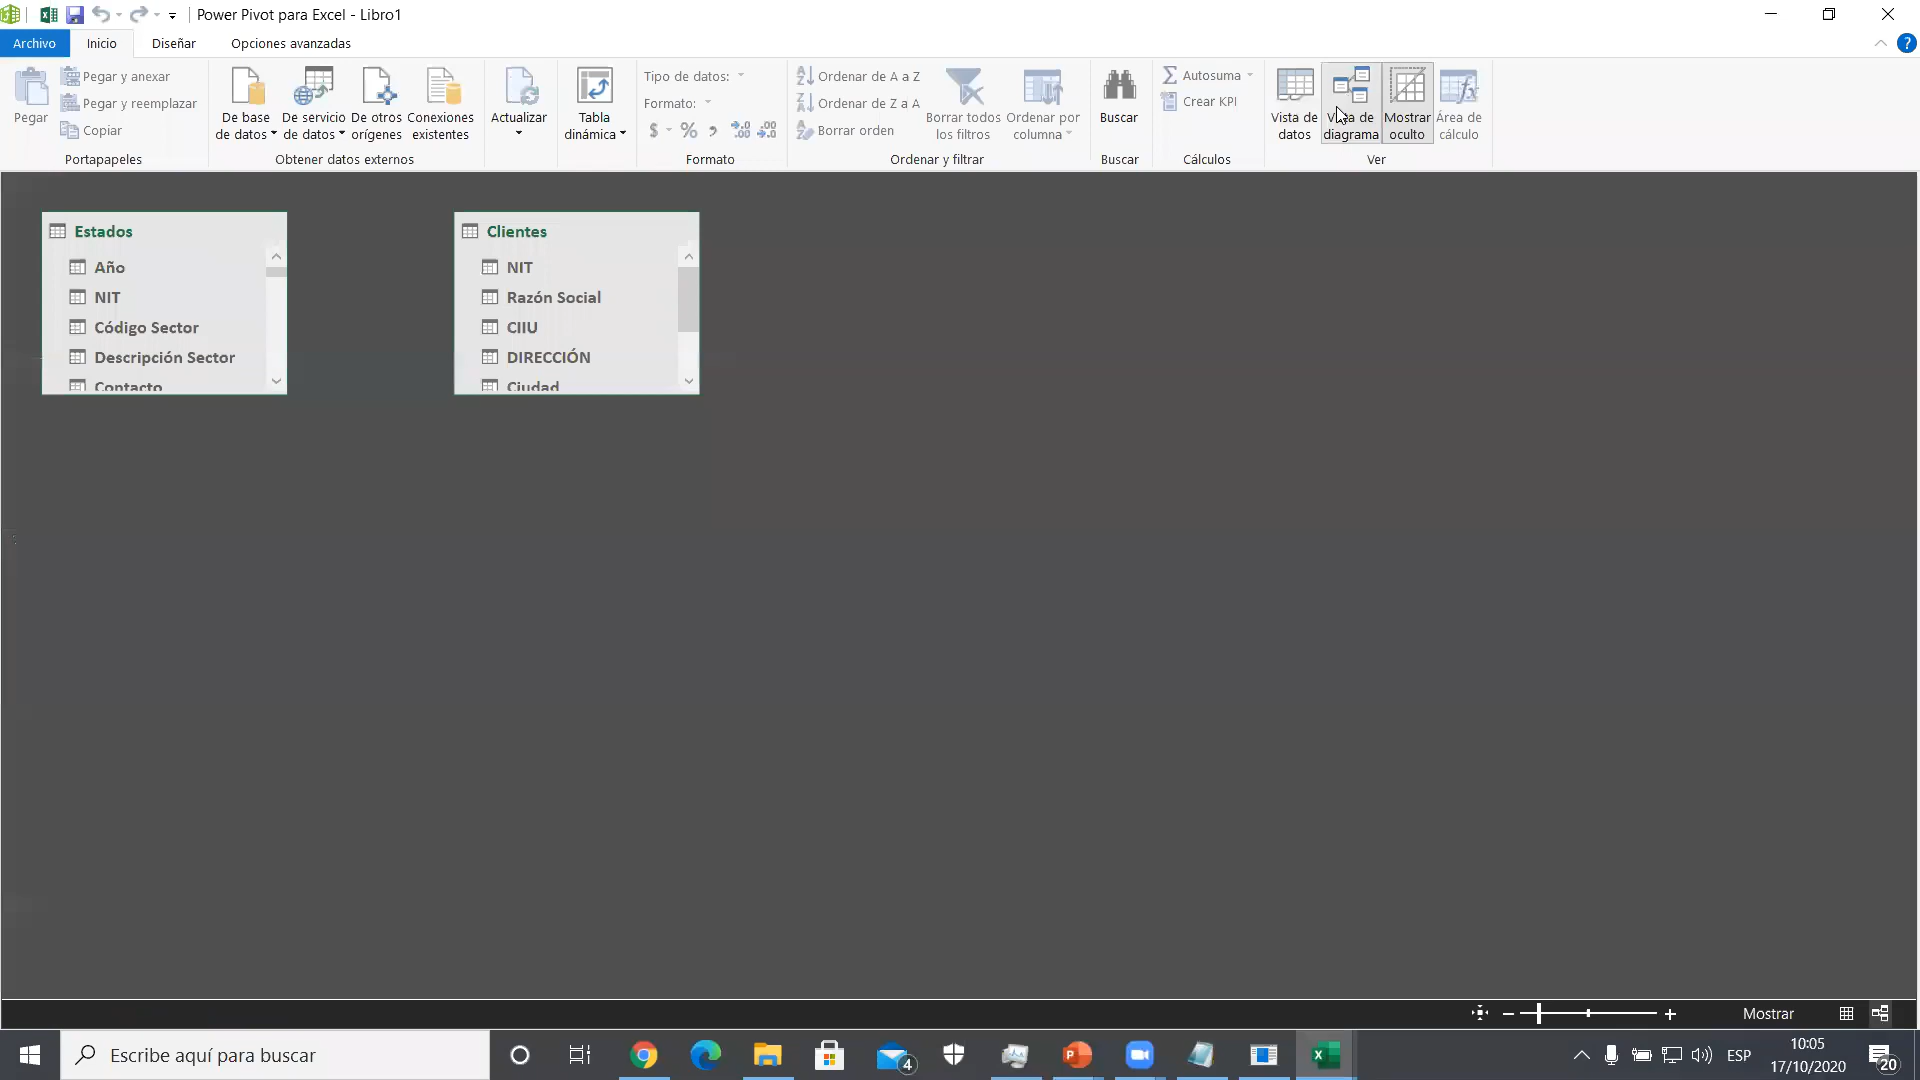 Power Pivot para Excel - Libro1
Archivo Inicio Diseñar Opciones avanzadas
Pegar
Pegar y anexar
Pegar y reemplazar
Copiar
Portapapeles
De base de datos
De servicio de datos
De otros orígenes
Conexiones existentes
Obtener datos externos
Actualizar
Tabla dinámica
Tipo de datos:
Formato:
$ % ,
Formato
Ordenar de A a Z
Ordenar de Z a A
Borrar orden
Borrar todos los filtros
Ordenar por columna
Ordenar y filtrar
Buscar
Buscar
Autosuma
Crear KPI
Cálculos
Vista de datos
Vista de diagrama
Mostrar oculto
Área de cálculo
Ver
Estados
Año
NIT
Código Sector
Descripción Sector
Contacto
Clientes
NIT
Razón Social
CIIU
DIRECCIÓN
Ciudad
Mostrar
Escribe aquí para buscar
4
ESP
10:05
17/10/2020
20